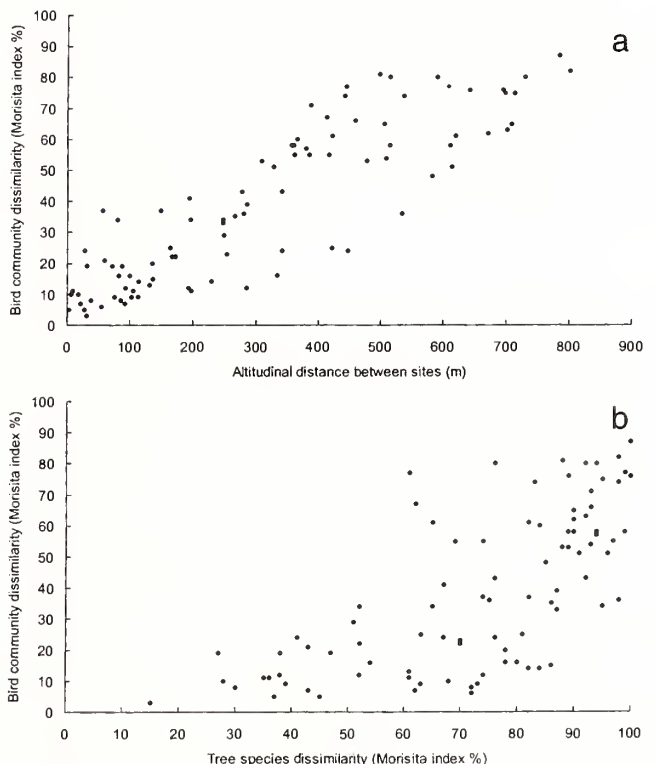 a
Bird community dissimilarity (Morisita index %)
100
90
80
70
60
50
40
30
20
10
0
0 100 200 300 400 500 600 700 800 900
Altitudinal distance between sites (m)
b
Bird community dissimilarity (Morisita index %)
100
90
80
70
60
50
40
30
20
10
0
0 10 20 30 40 50 60 70 80 90 100
Tree species dissimilarity (Morisita index %)